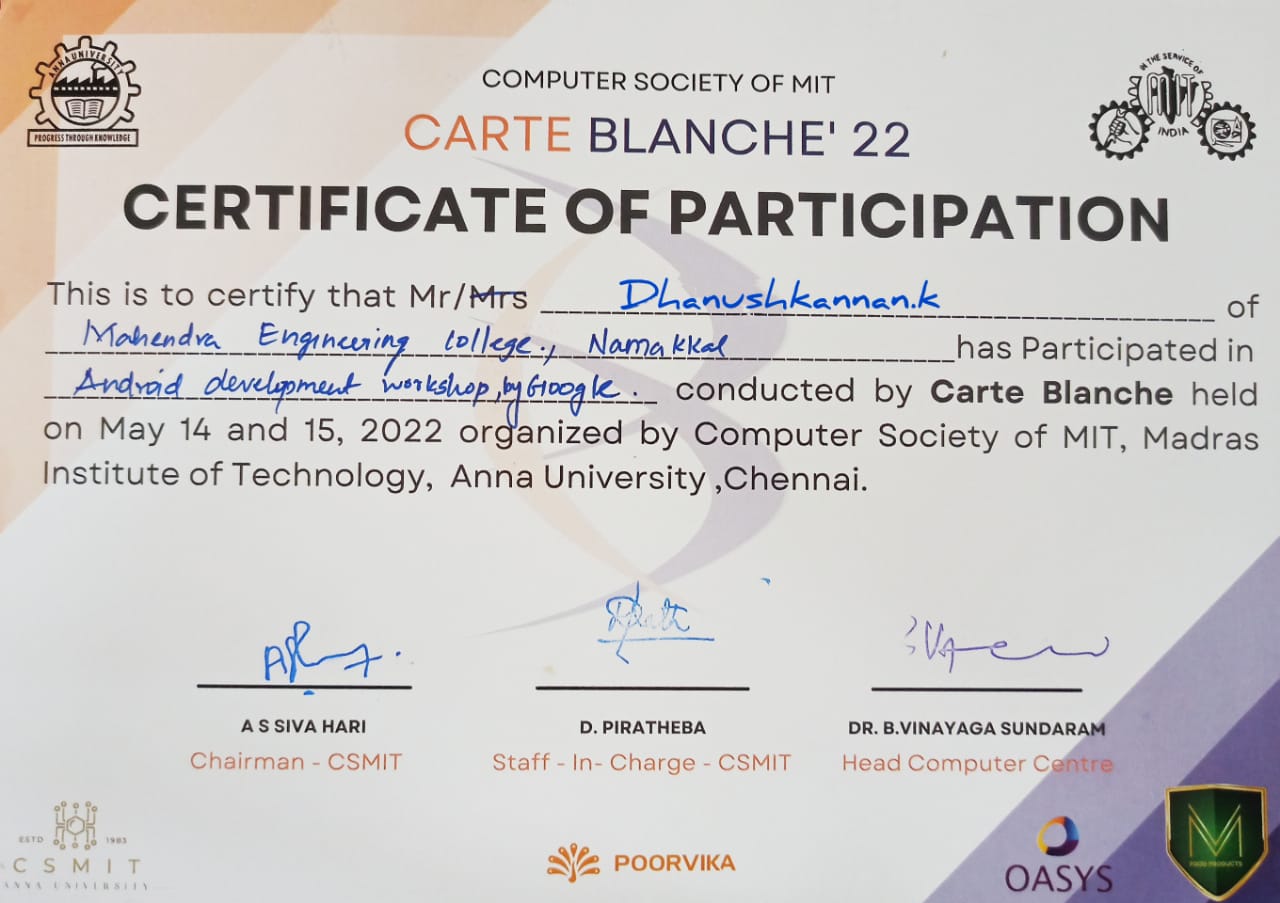 ANNA UNIVERSITY
PROGRESS THROUGH KNOWLEDGE
IN THE SERVICE OF
MIT
INDIA
COMPUTER SOCIETY OF MIT
CARTE BLANCHE' 22
CERTIFICATE OF PARTICIPATION
This is to certify that Mr/Mrs Dhanushkannan.k of
Mahendra Engineering college., Namakkal has Participated in
Android development workshop, by Google. conducted by Carte Blanche held
on May 14 and 15, 2022 organized by Computer Society of MIT, Madras
Institute of Technology, Anna University ,Chennai.
A S SIVA HARI
Chairman - CSMIT
D. PIRATHEBA
Staff - In- Charge - CSMIT
DR. B.VINAYAGA SUNDARAM
Head Computer Centre
ESTD 1983
CSMIT
ANNA UNIVERSITY
POORVIKA
OASYS
M
FOOD PRODUCTS